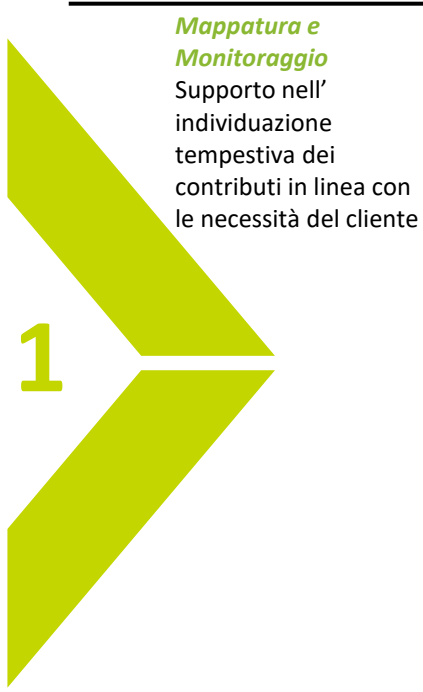 Mappatura e
Monitoraggio
Supporto nell'
individuazione
tempestiva dei
contributi in linea con
le necessità del cliente
1